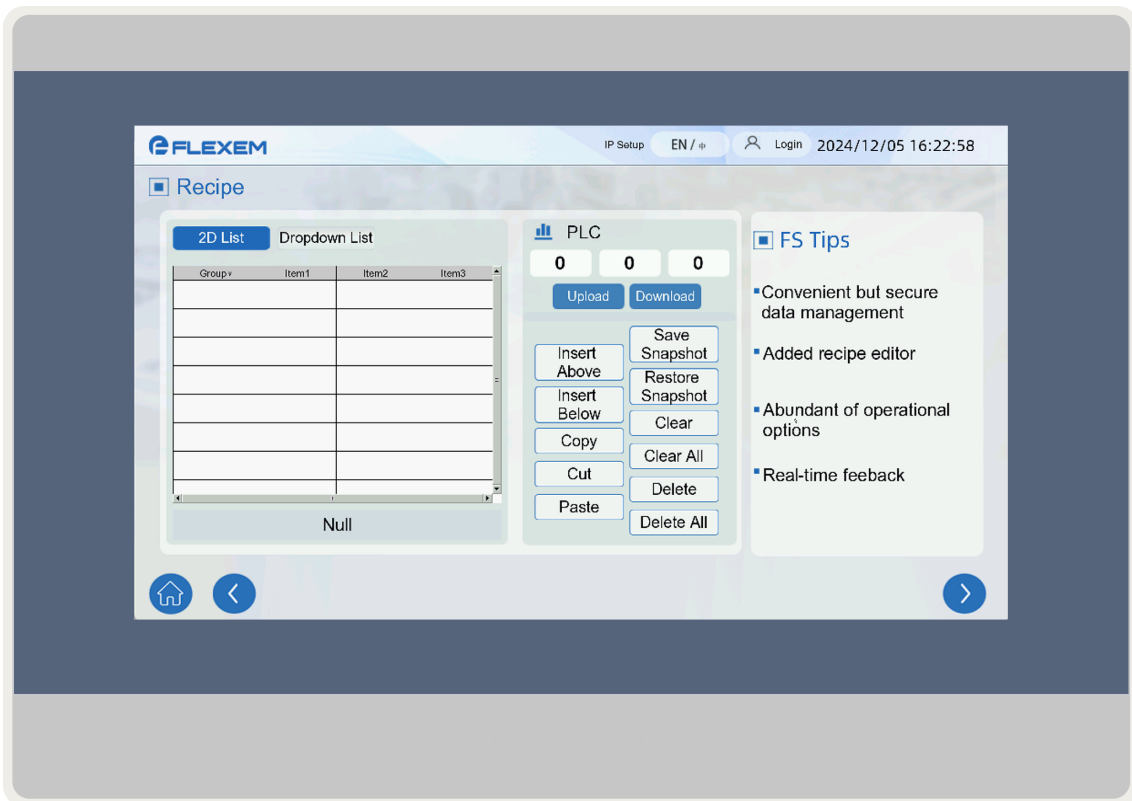 FLEXEM
IP Setup EN / 中 Login 2024/12/05 16:22:58
Recipe
2D List Dropdown List
Group Item1 Item2 Item3
Null
PLC
0 0 0
Upload Download
Insert
Above
Insert
Below
Copy
Cut
Paste
Save
Snapshot
Restore
Snapshot
Clear
Clear All
Delete
Delete All
FS Tips
Convenient but secure
data management
Added recipe editor
Abundant of operational
options
Real-time feeback